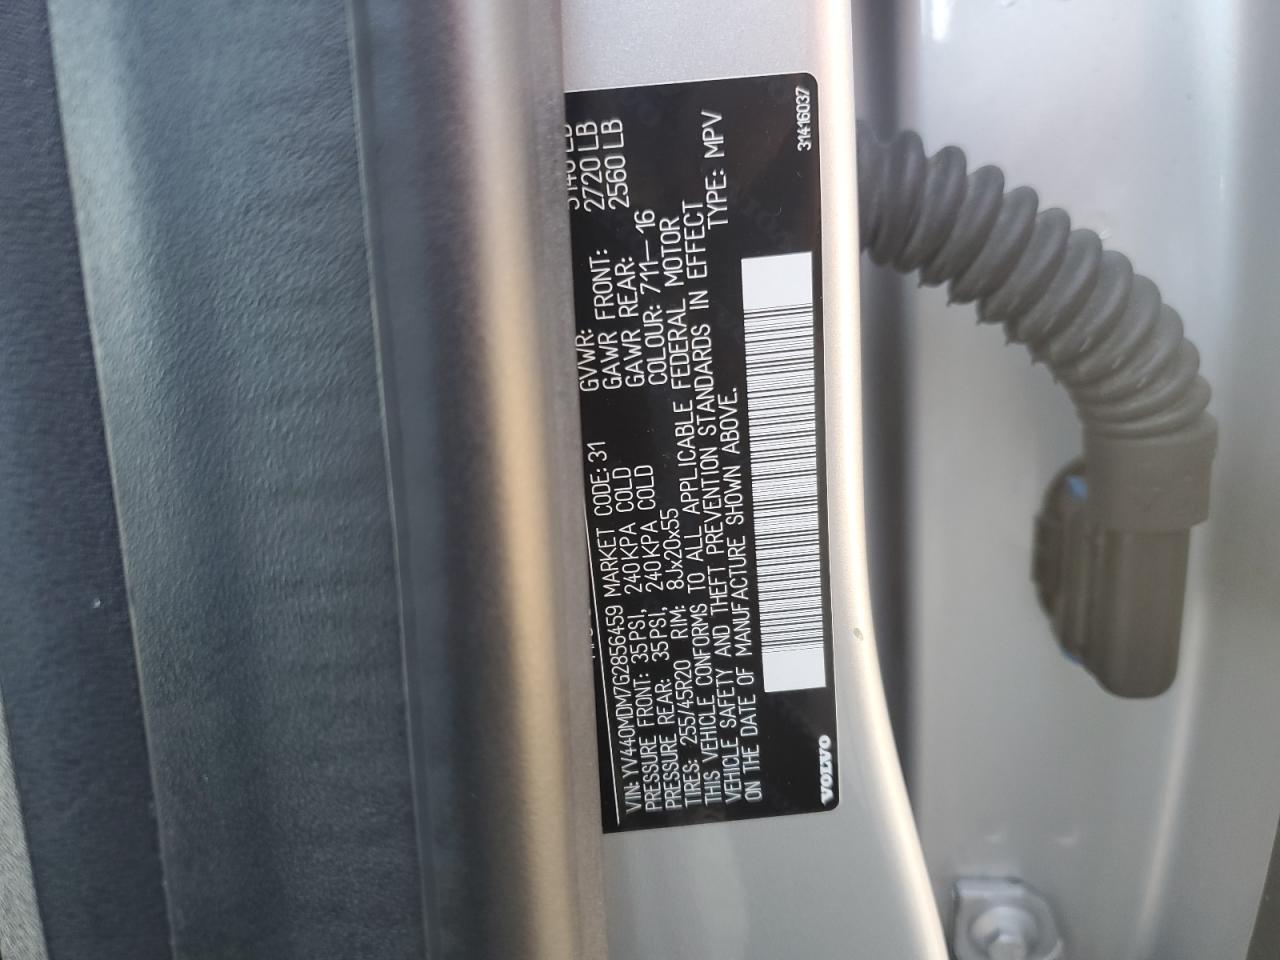 GVWR: 5140 LB
GAWR FRONT: 2720 LB
GAWR REAR: 2560 LB
VIN: YV440MDM7G2856459 MARKET CODE: 31
COLOUR: 711-16
PRESSURE FRONT: 35PSI, 240KPA COLD
PRESSURE REAR: 35PSI, 240KPA COLD
TIRES: 255/45R20 RIM: 8Jx20x55
THIS VEHICLE CONFORMS TO ALL APPLICABLE FEDERAL MOTOR
VEHICLE SAFETY AND THEFT PREVENTION STANDARDS IN EFFECT
ON THE DATE OF MANUFACTURE SHOWN ABOVE.
TYPE: MPV
VOLVO
31416037